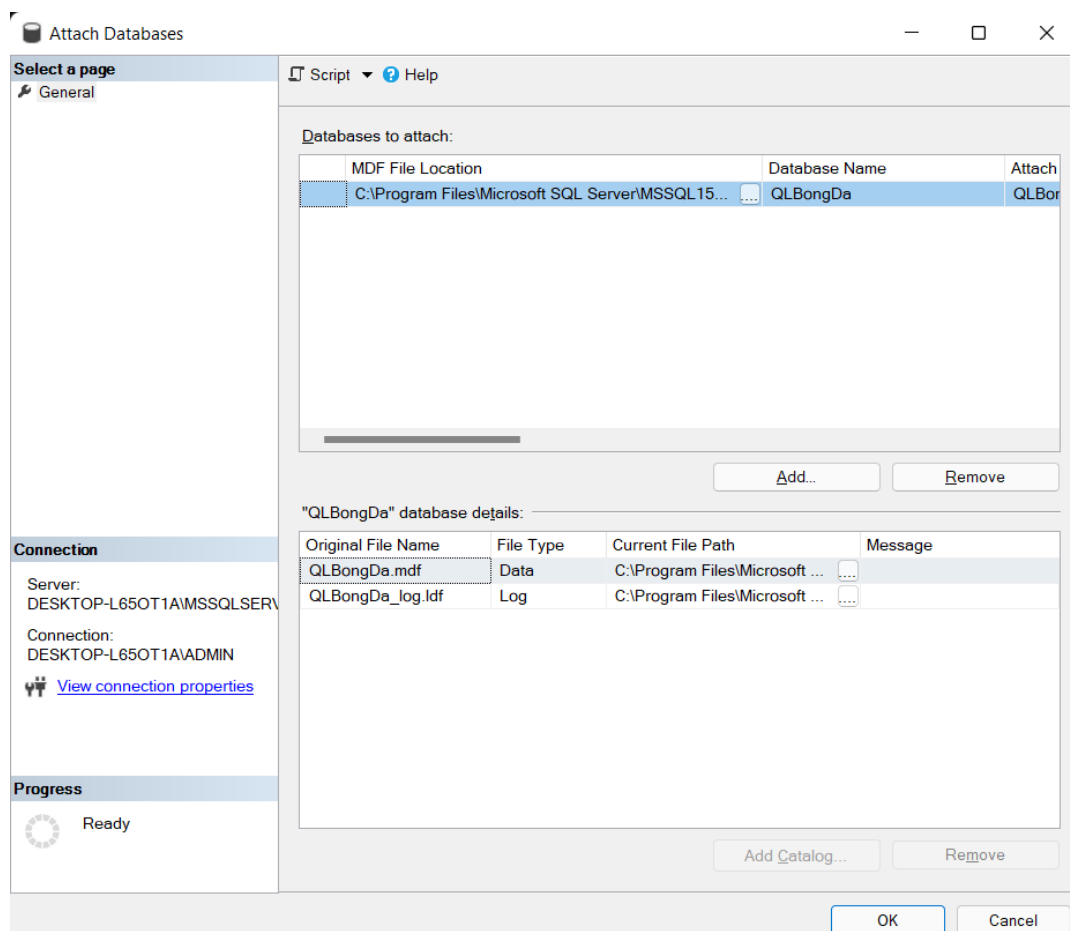 Attach Databases
Select a page
General
Script Help
Databases to attach:
MDF File Location Database Name Attach
C:\Program Files\Microsoft SQL Server\MSSQL15... .... QLBongDa QLBor
Add... Remove
"QLBongDa" database details:
Original File Name File Type Current File Path Message
QLBongDa.mdf Data C:\Program Files\Microsoft ... ....
QLBongDa_log.ldf Log C:\Program Files\Microsoft ... ....
Connection
Server:
DESKTOP-L65OT1A\MSSQLSERV
Connection:
DESKTOP-L65OT1A\ADMIN
View connection properties
Progress
Ready
Add Catalog... Remove
OK Cancel